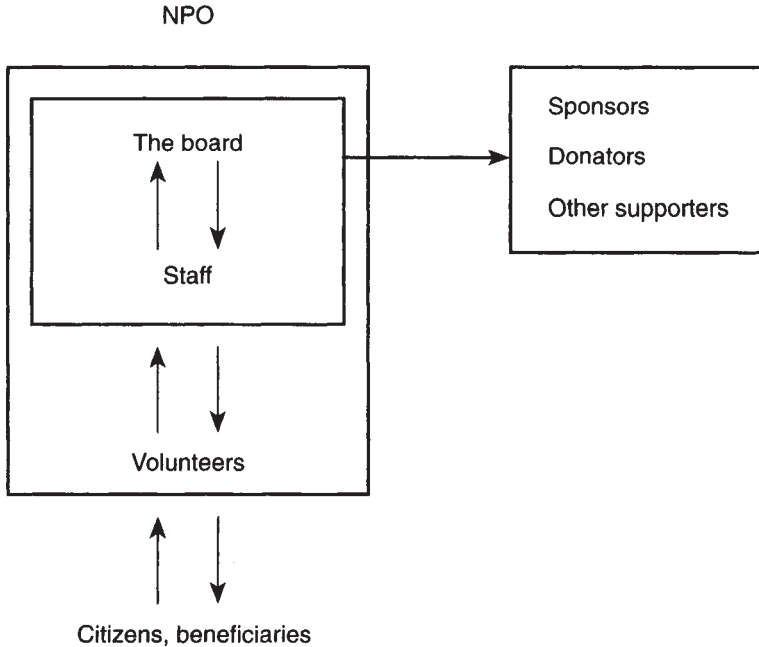 NPO
The board
Staff
Volunteers
Citizens, beneficiaries
Sponsors
Donators
Other supporters